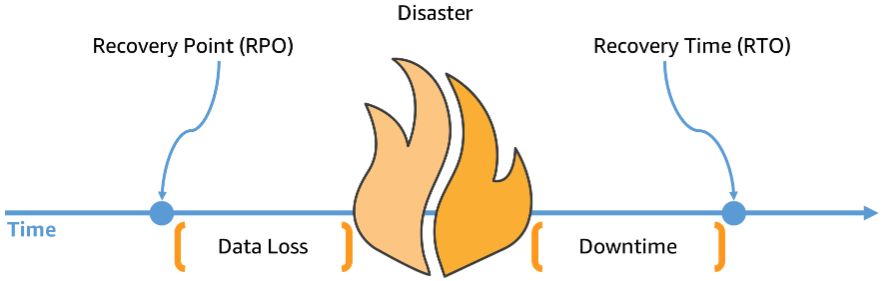 Disaster
Recovery Point (RPO)
Recovery Time (RTO)
Time
Data Loss
Downtime